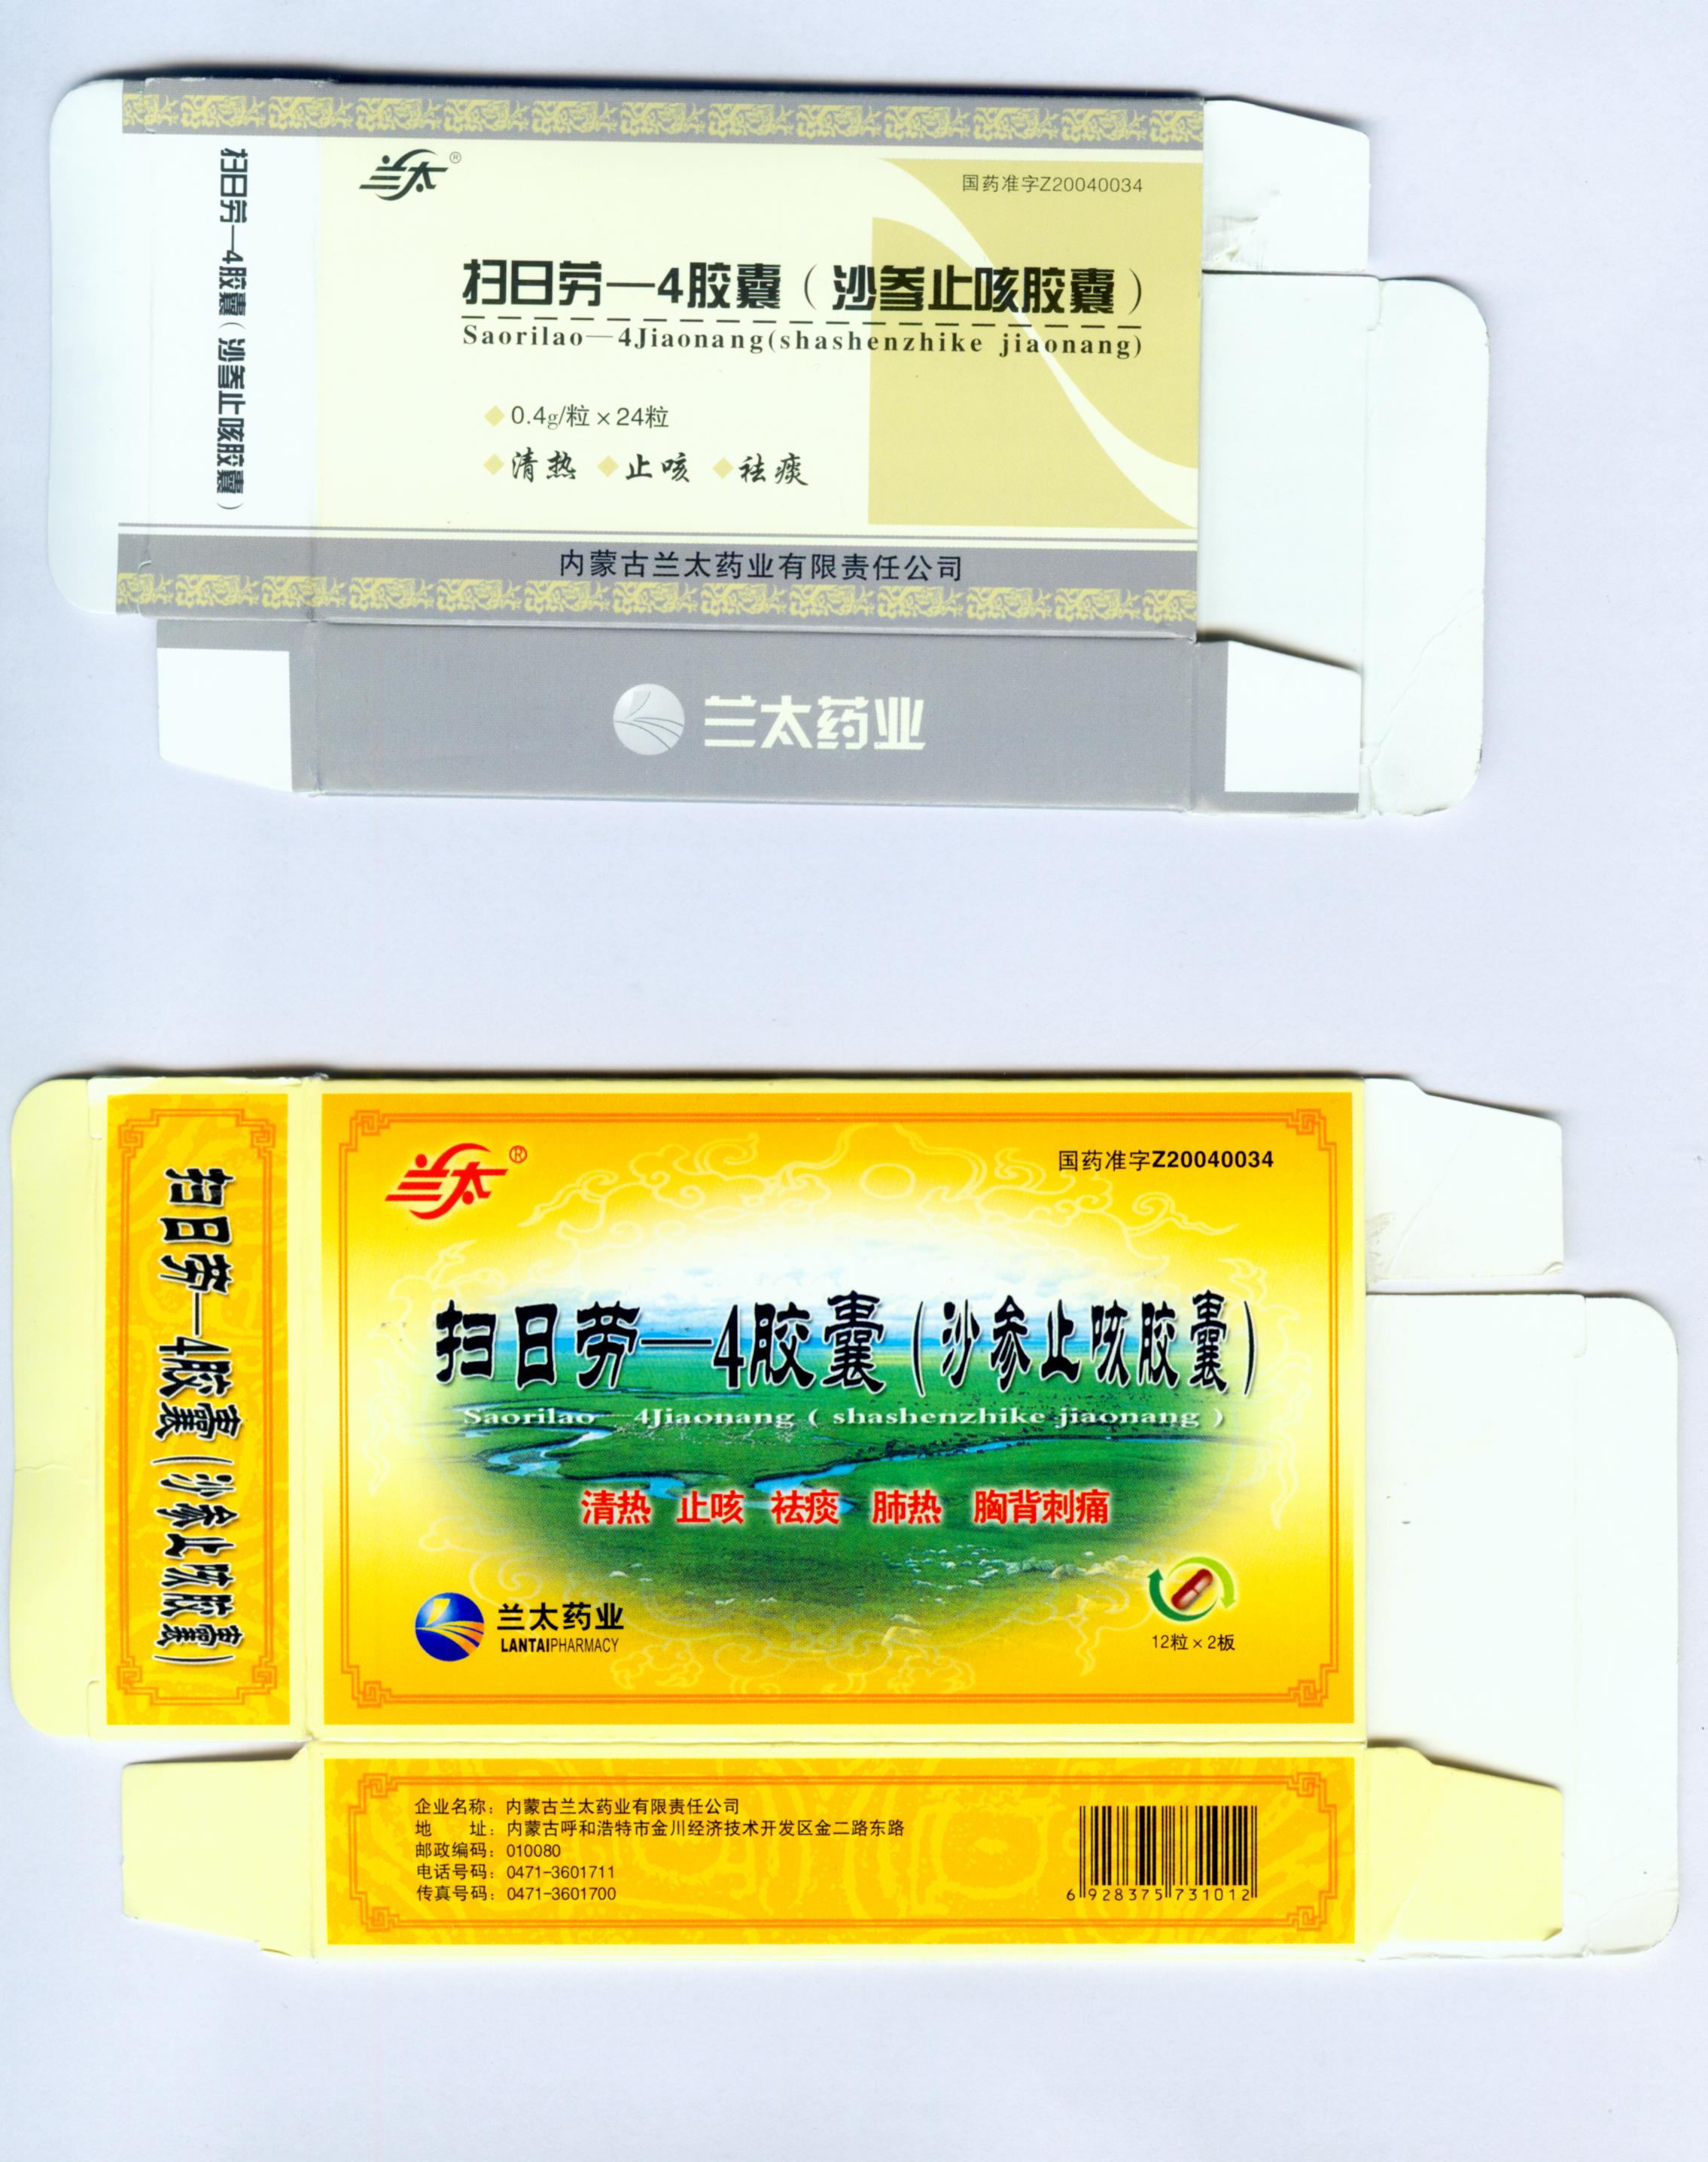 扫日劳—4胶囊（沙参止咳胶囊）
兰太®
国药准字Z20040034
扫日劳—4胶囊（沙参止咳胶囊）
Saorilao—4Jiaonang(shashenzhike jiaonang)
0.4g/粒×24粒
清热 止咳 祛痰
内蒙古兰太药业有限责任公司
兰太药业
扫日劳—4胶囊（沙参止咳胶囊）
兰太®
国药准字Z20040034
扫日劳—4胶囊（沙参止咳胶囊）
Saorilao—4Jiaonang ( shashenzhike jiaonang )
清热 止咳 祛痰 肺热 胸背刺痛
兰太药业
LANTAIPHARMACY
12粒×2板
企业名称：内蒙古兰太药业有限责任公司
地　　址：内蒙古呼和浩特市金川经济技术开发区金二路东路
邮政编码：010080
电话号码：0471-3601711
传真号码：0471-3601700
6 928375 731012